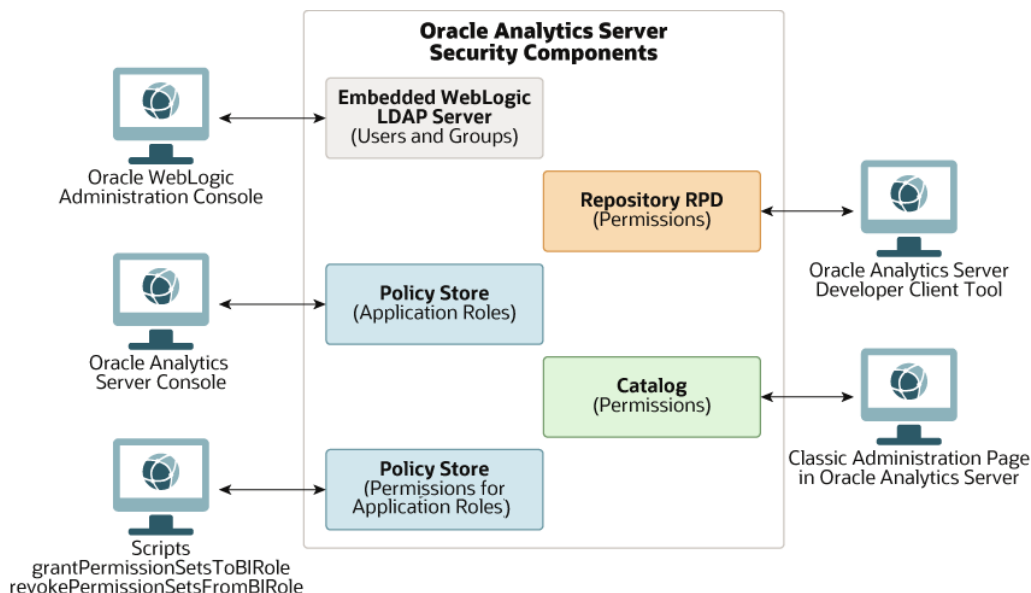 Oracle Analytics Server
Security Components
Embedded WebLogic
LDAP Server
(Users and Groups)
Oracle WebLogic
Administration Console
Repository RPD
(Permissions)
Oracle Analytics Server
Developer Client Tool
Policy Store
(Application Roles)
Oracle Analytics
Server Console
Catalog
(Permissions)
Classic Administration Page
in Oracle Analytics Server
Policy Store
(Permissions for
Application Roles)
Scripts
grantPermissionSetsToBIRole
revokePermissionSetsFromBIRole